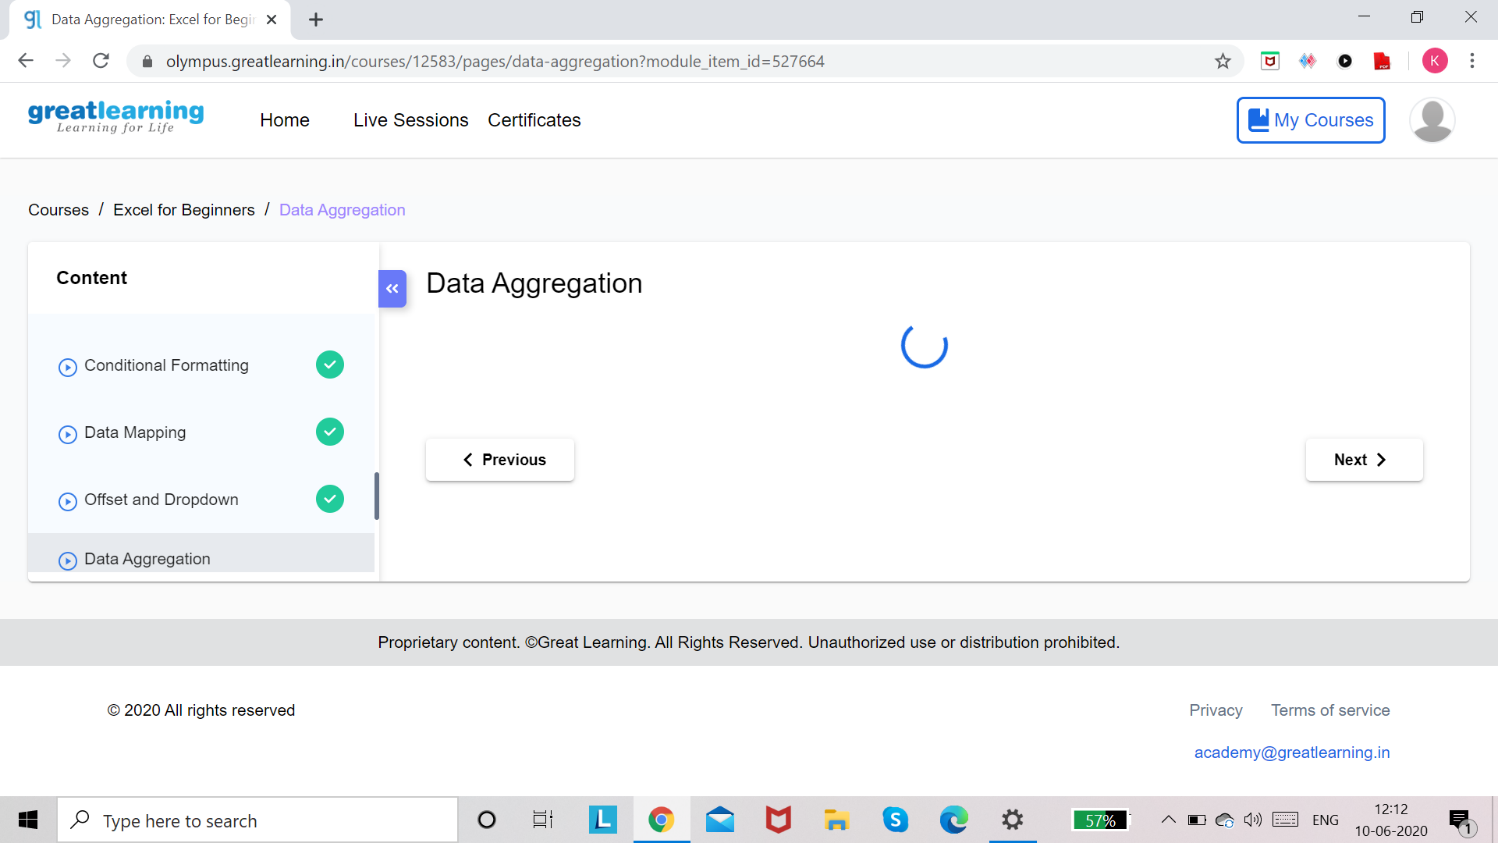 Data Aggregation: Excel for Begin
olympus.greatlearning.in/courses/12583/pages/data-aggregation?module_item_id=527664
K
greatlearning
Learning for Life
Home Live Sessions Certificates
My Courses
Courses / Excel for Beginners / Data Aggregation
Content
Data Aggregation
Conditional Formatting
Data Mapping
Offset and Dropdown
Data Aggregation
Previous
Next
Proprietary content. ©Great Learning. All Rights Reserved. Unauthorized use or distribution prohibited.
© 2020 All rights reserved
Privacy Terms of service
academy@greatlearning.in
Type here to search
L
S
57%
ENG
12:12
10-06-2020
1